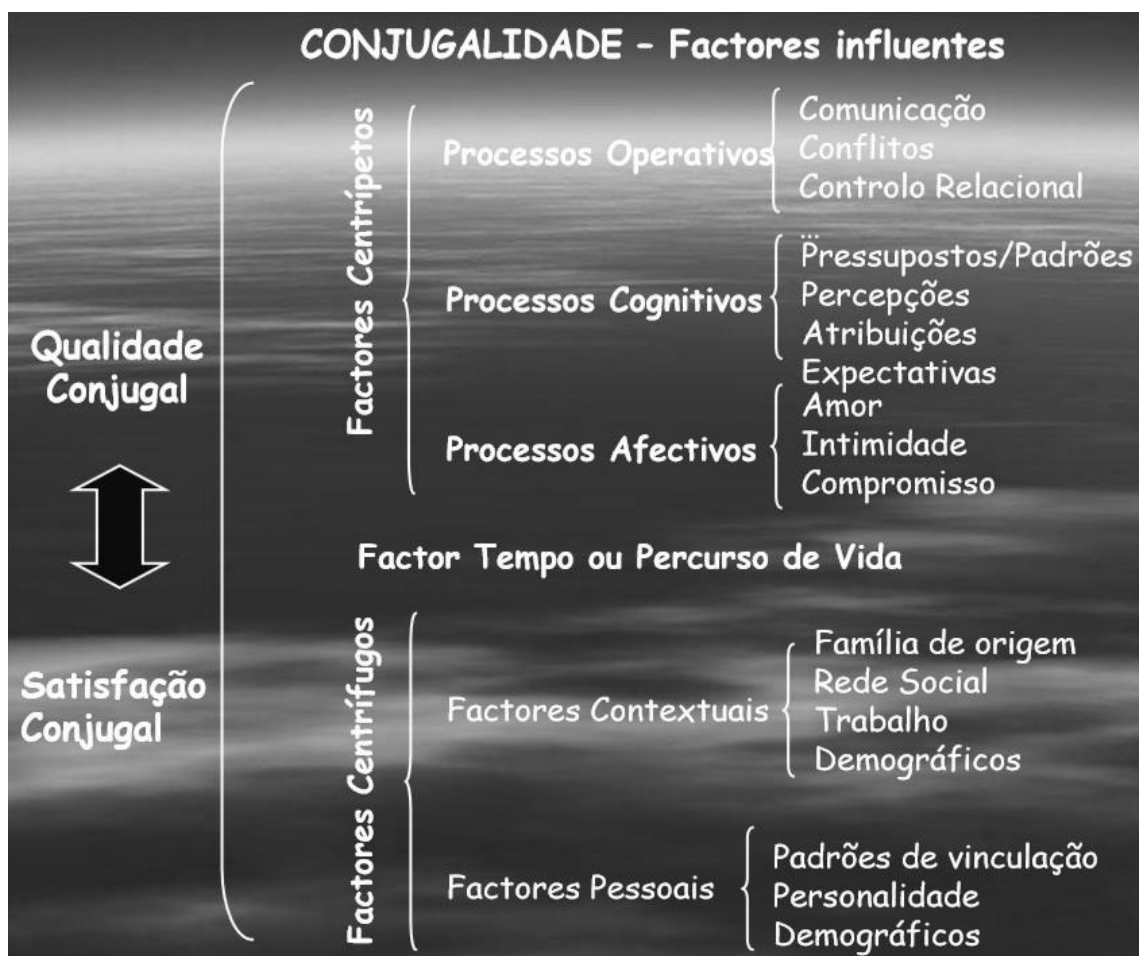 CONJUGALIDADE – Factores influentes
Qualidade
Conjugal
Satisfação
Conjugal
Factores Centrípetos
Processos Operativos
Comunicação
Conflitos
Controlo Relacional
...
Processos Cognitivos
Pressupostos/Padrões
Percepções
Atribuições
Expectativas
Processos Afectivos
Amor
Intimidade
Compromisso
Factor Tempo ou Percurso de Vida
Factores Centrífugos
Factores Contextuais
Família de origem
Rede Social
Trabalho
Demográficos
Factores Pessoais
Padrões de vinculação
Personalidade
Demográficos